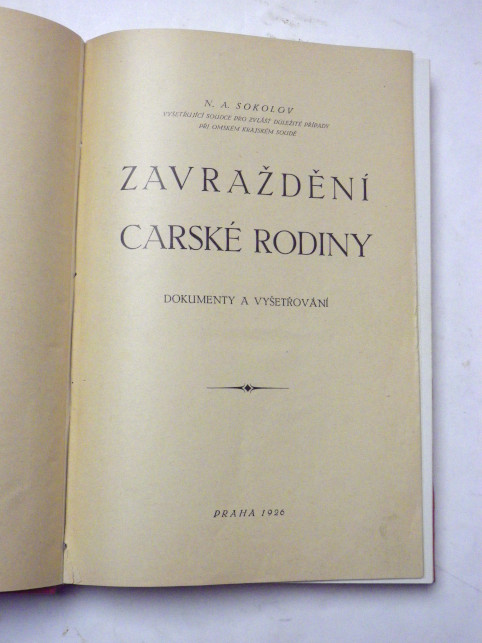 N. A. SOKOLOV
VYŠETŘUJÍCÍ SOUDCE PRO ZVLÁŠŤ DŮLEŽITÉ PŘÍPADY
PŘI OMSKÉM KRAJSKÉM SOUDĚ
ZAVRAŽDĚNÍ
CARSKÉ RODINY
DOKUMENTY A VYŠETŘOVÁNÍ
PRAHA 1926